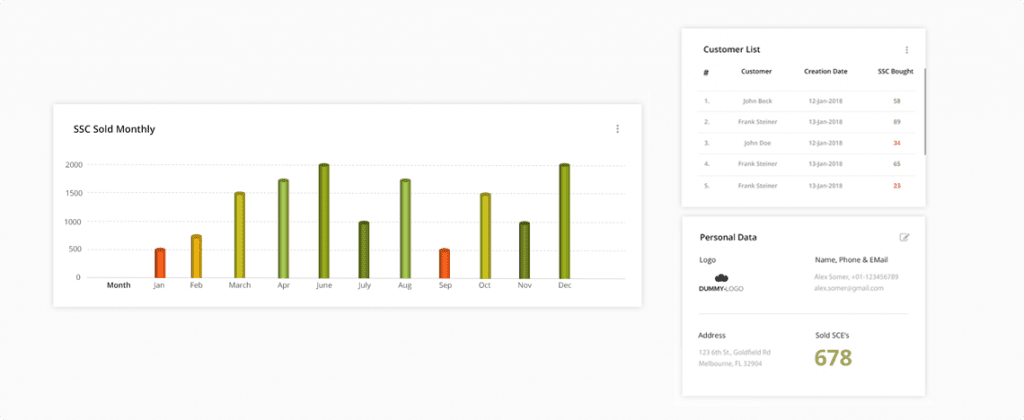 SSC Sold Monthly
2000
1500
1000
500
0
Month Jan Feb March Apr June July Aug Sep Oct Nov Dec
Customer List
# Customer Creation Date SSC Bought
1. John Beck 12-Jan-2018 58
2. Frank Steiner 13-Jan-2018 89
3. John Doe 12-Jan-2018 34
4. Frank Steiner 13-Jan-2018 65
5. Frank Steiner 13-Jan-2018 23
Personal Data
Logo
DUMMY-LOGO
Name, Phone & EMail
Alex Somer, +01-123456789
alex.somer@gmail.com
Address
123 6th St., Goldfield Rd
Melbourne, FL 32904
Sold SCE's
678